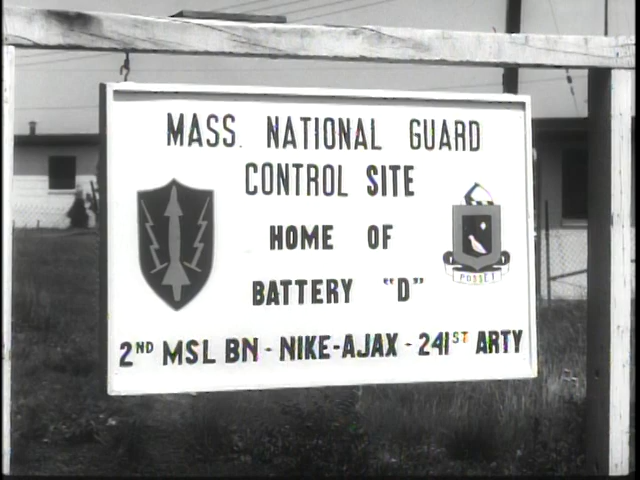 MASS. NATIONAL GUARD
CONTROL SITE
HOME OF
BATTERY "D"
2ND MSL BN - NIKE-AJAX - 241ST ARTY